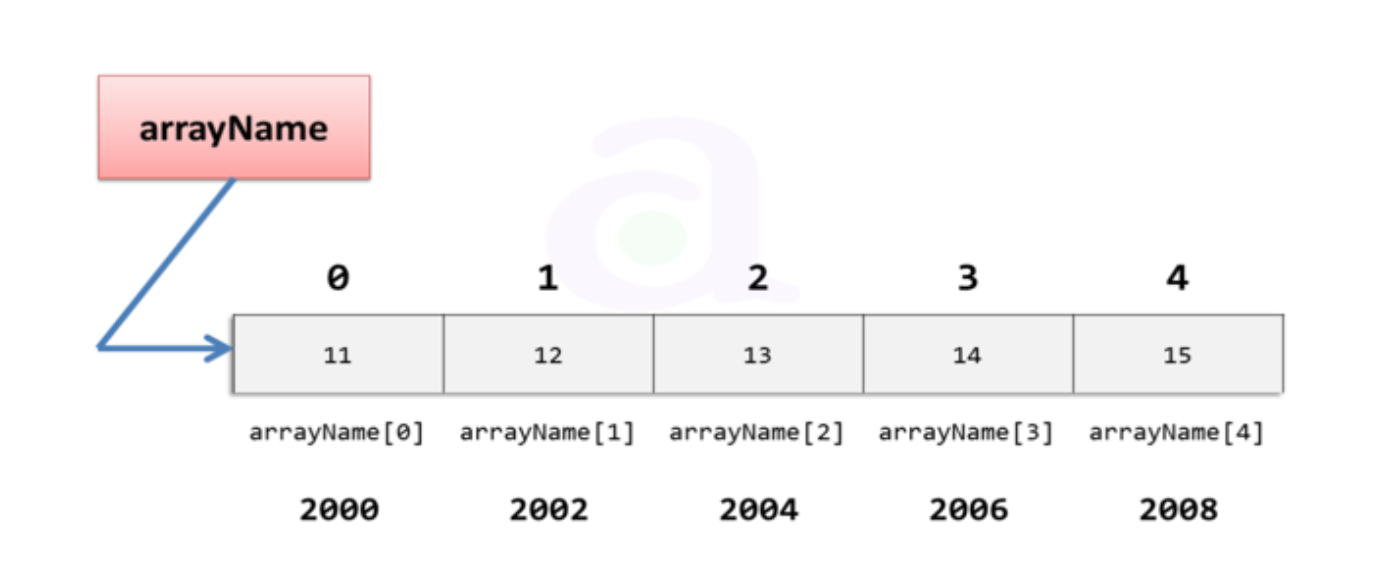 arrayName
0 1 2 3 4
11 12 13 14 15
arrayName[0] arrayName[1] arrayName[2] arrayName[3] arrayName[4]
2000 2002 2004 2006 2008